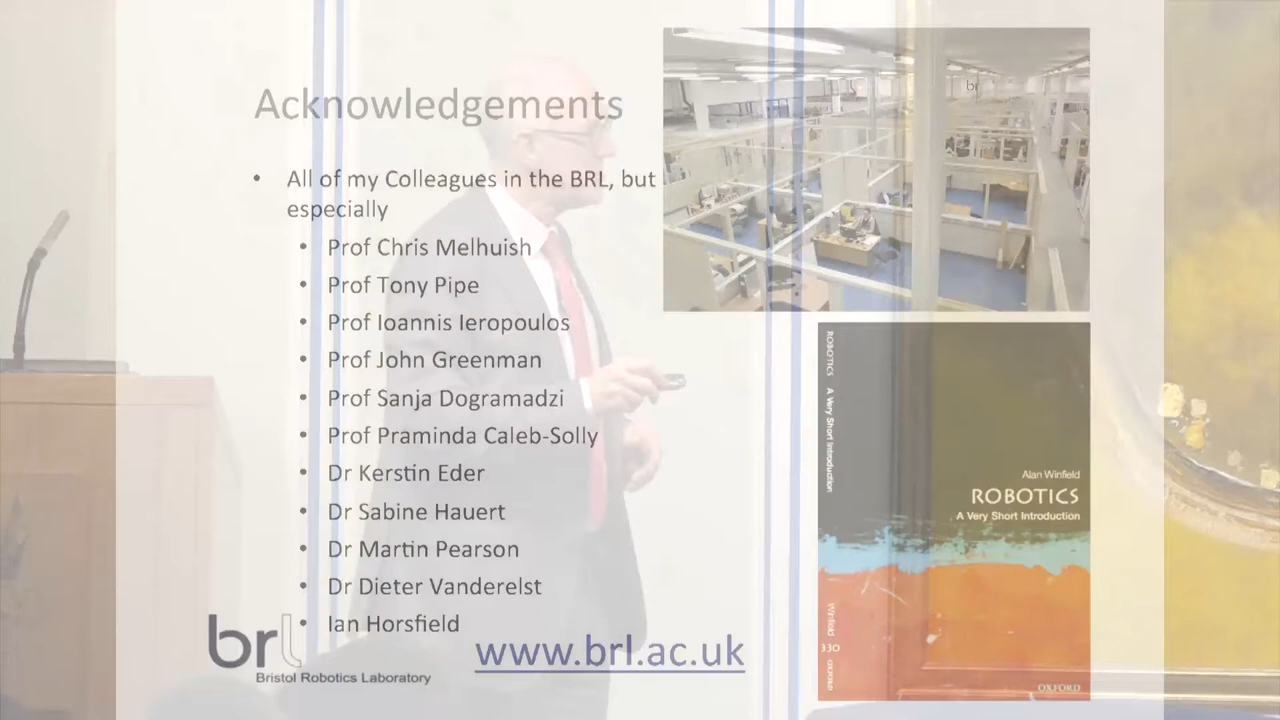 Acknowledgements
• All of my Colleagues in the BRL, but
especially
• Prof Chris Melhuish
• Prof Tony Pipe
• Prof Ioannis Ieropoulos
• Prof John Greenman
• Prof Sanja Dogramadzi
• Prof Praminda Caleb-Solly
• Dr Kerstin Eder
• Dr Sabine Hauert
• Dr Martin Pearson
• Dr Dieter Vanderelst
• Ian Horsfield
brl
Bristol Robotics Laboratory
www.brl.ac.uk
br
ROBOTICS A Very Short Introduction
Winfield
330
OXFORD
Alan Winfield
ROBOTICS
A Very Short Introduction
OXFORD